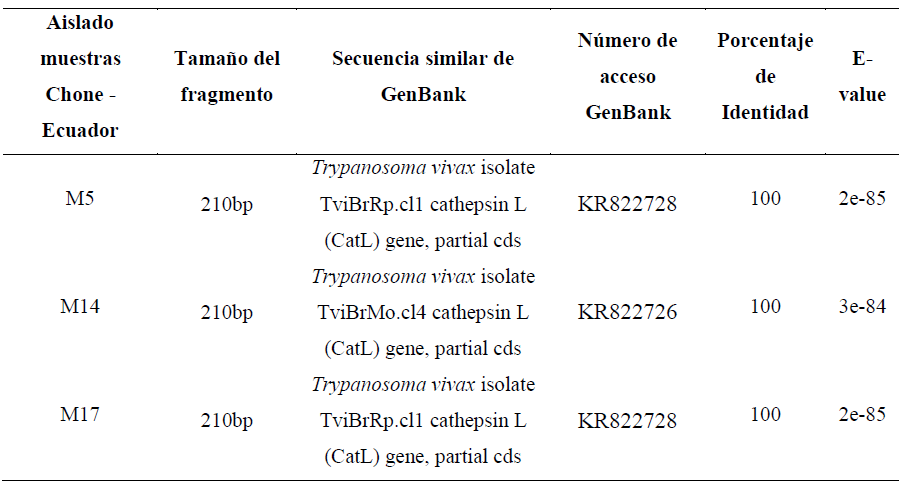 Aislado muestras Chone - Ecuador
Tamaño del fragmento
Secuencia similar de GenBank
Número de acceso GenBank
Porcentaje de Identidad
E-value
M5
210bp
Trypanosoma vivax isolate
TviBrRp.cl1 cathepsin L
(CatL) gene, partial cds
KR822728
100
2e-85
M14
210bp
Trypanosoma vivax isolate
TviBrMo.cl4 cathepsin L
(CatL) gene, partial cds
KR822726
100
3e-84
M17
210bp
Trypanosoma vivax isolate
TviBrRp.cl1 cathepsin L
(CatL) gene, partial cds
KR822728
100
2e-85